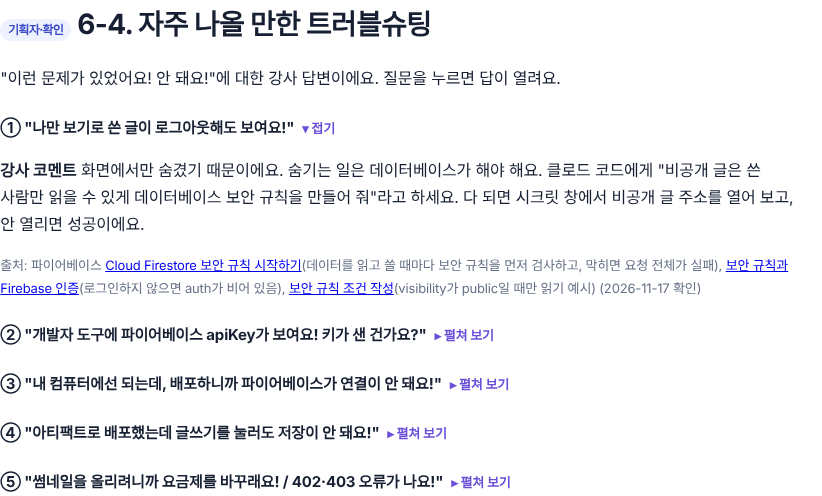 기획자·확인 6-4. 자주 나올 만한 트러블슈팅
"이런 문제가 있었어요! 안 돼요!"에 대한 강사 답변이에요. 질문을 누르면 답이 열려요.
① "나만 보기로 쓴 글이 로그아웃해도 보여요!" ▾ 접기
강사 코멘트 화면에서만 숨겼기 때문이에요. 숨기는 일은 데이터베이스가 해야 해요. 클로드 코드에게 "비공개 글은 쓴
사람만 읽을 수 있게 데이터베이스 보안 규칙을 만들어 줘"라고 하세요. 다 되면 시크릿 창에서 비공개 글 주소를 열어 보고,
안 열리면 성공이에요.
출처: 파이어베이스 Cloud Firestore 보안 규칙 시작하기(데이터를 읽고 쓸 때마다 보안 규칙을 먼저 검사하고, 막히면 요청 전체가 실패), 보안 규칙과
Firebase 인증(로그인하지 않으면 auth가 비어 있음), 보안 규칙 조건 작성(visibility가 public일 때만 읽기 예시) (2026-11-17 확인)
② "개발자 도구에 파이어베이스 apiKey가 보여요! 키가 샌 건가요?" ▸ 펼쳐 보기
③ "내 컴퓨터에선 되는데, 배포하니까 파이어베이스가 연결이 안 돼요!" ▸ 펼쳐 보기
④ "아티팩트로 배포했는데 글쓰기를 눌러도 저장이 안 돼요!" ▸ 펼쳐 보기
⑤ "썸네일을 올리려니까 요금제를 바꾸래요! / 402·403 오류가 나요!" ▸ 펼쳐 보기